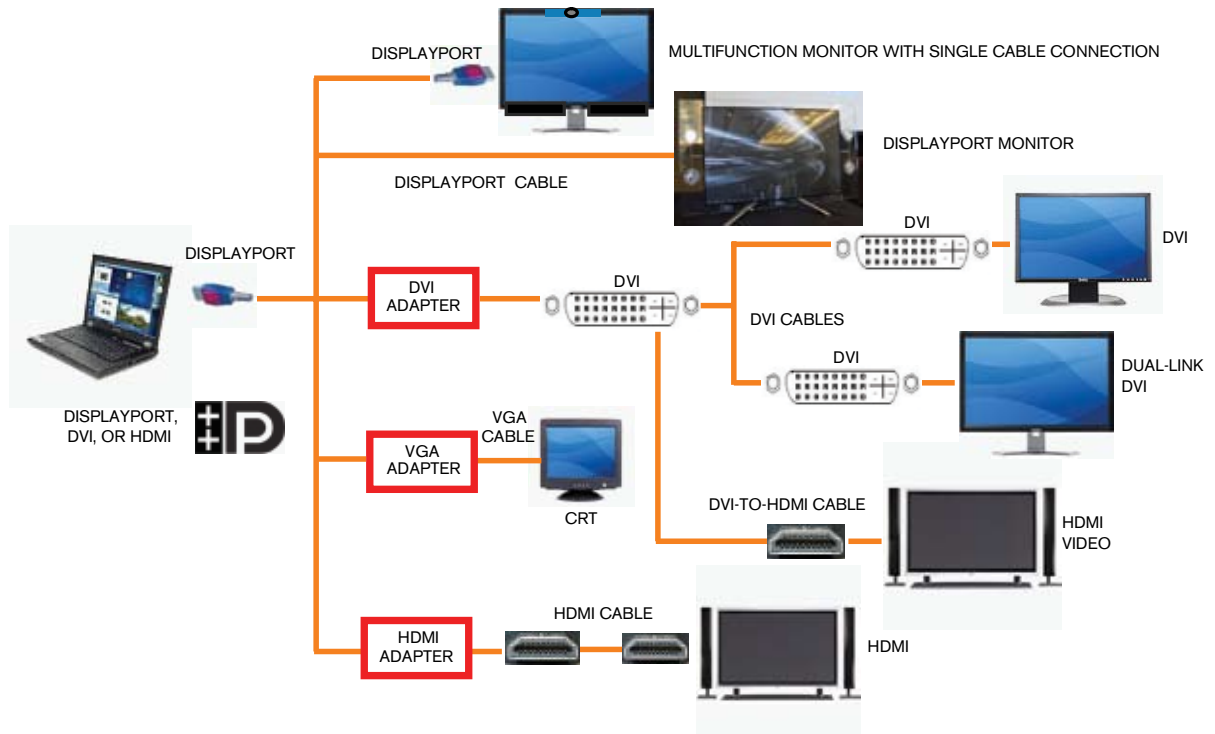 DISPLAYPORT
MULTIFUNCTION MONITOR WITH SINGLE CABLE CONNECTION
DISPLAYPORT MONITOR
DISPLAYPORT CABLE
DISPLAYPORT
DVI
ADAPTER
DVI
DVI
DVI
DVI CABLES
DVI
DUAL-LINK
DVI
DISPLAYPORT,
DVI, OR HDMI
VGA
ADAPTER
VGA
CABLE
CRT
DVI-TO-HDMI CABLE
HDMI
VIDEO
HDMI
ADAPTER
HDMI CABLE
HDMI